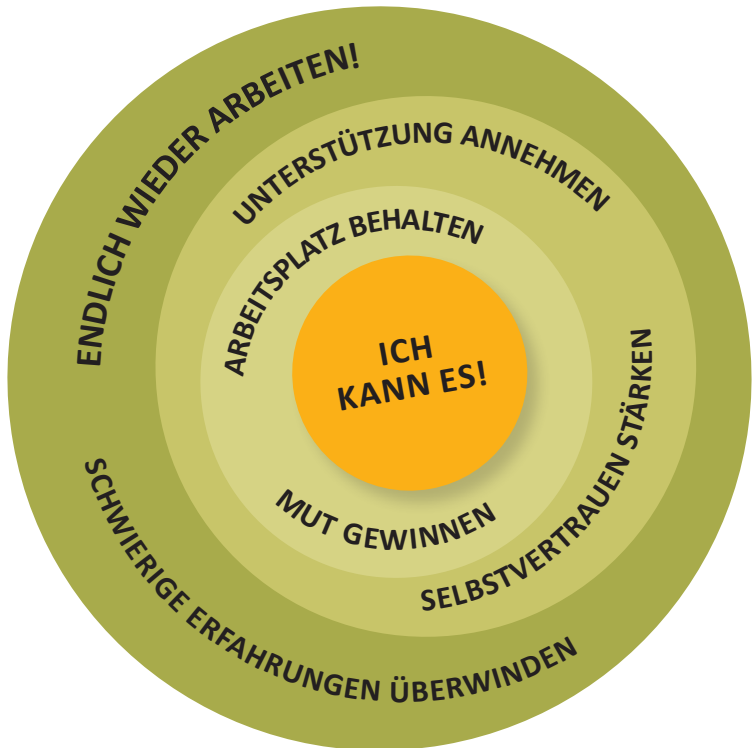 ENDLICH WIEDER ARBEITEN!
UNTERSTÜTZUNG ANNEHMEN
ARBEITSPLATZ BEHALTEN
ICH
KANN ES!
MUT GEWINNEN
SELBSTVERTRAUEN STÄRKEN
SCHWIERIGE ERFAHRUNGEN ÜBERWINDEN